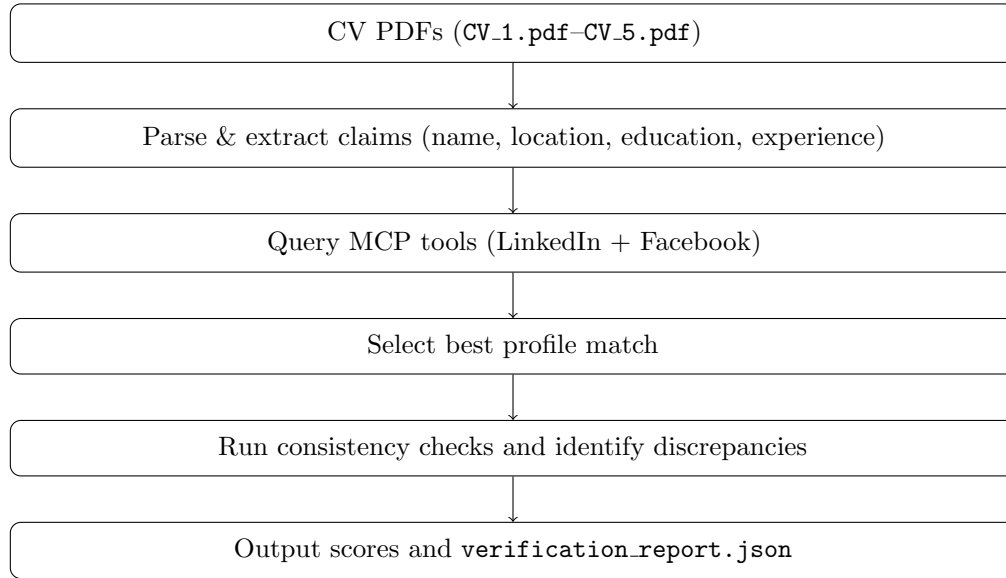 CV PDFs (CV_1.pdf–CV_5.pdf)
Parse & extract claims (name, location, education, experience)
Query MCP tools (LinkedIn + Facebook)
Select best profile match
Run consistency checks and identify discrepancies
Output scores and verification_report.json